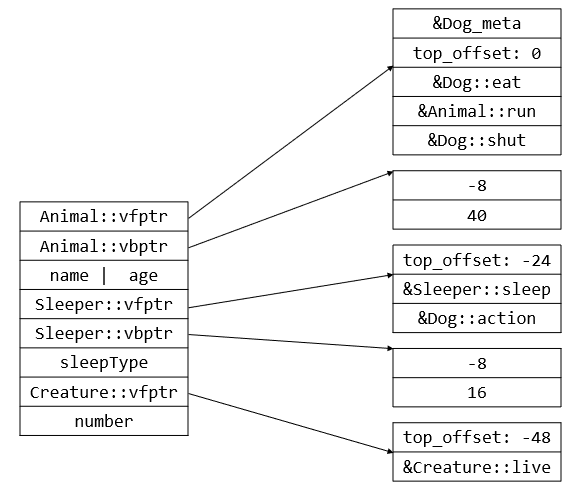 &Dog_meta
top_offset: 0
&Dog::eat
&Animal::run
&Dog::shut
-8
40
Animal::vfptr
Animal::vbptr
name | age
Sleeper::vfptr
Sleeper::vbptr
sleepType
Creature::vfptr
number
top_offset: -24
&Sleeper::sleep
&Dog::action
-8
16
top_offset: -48
&Creature::live